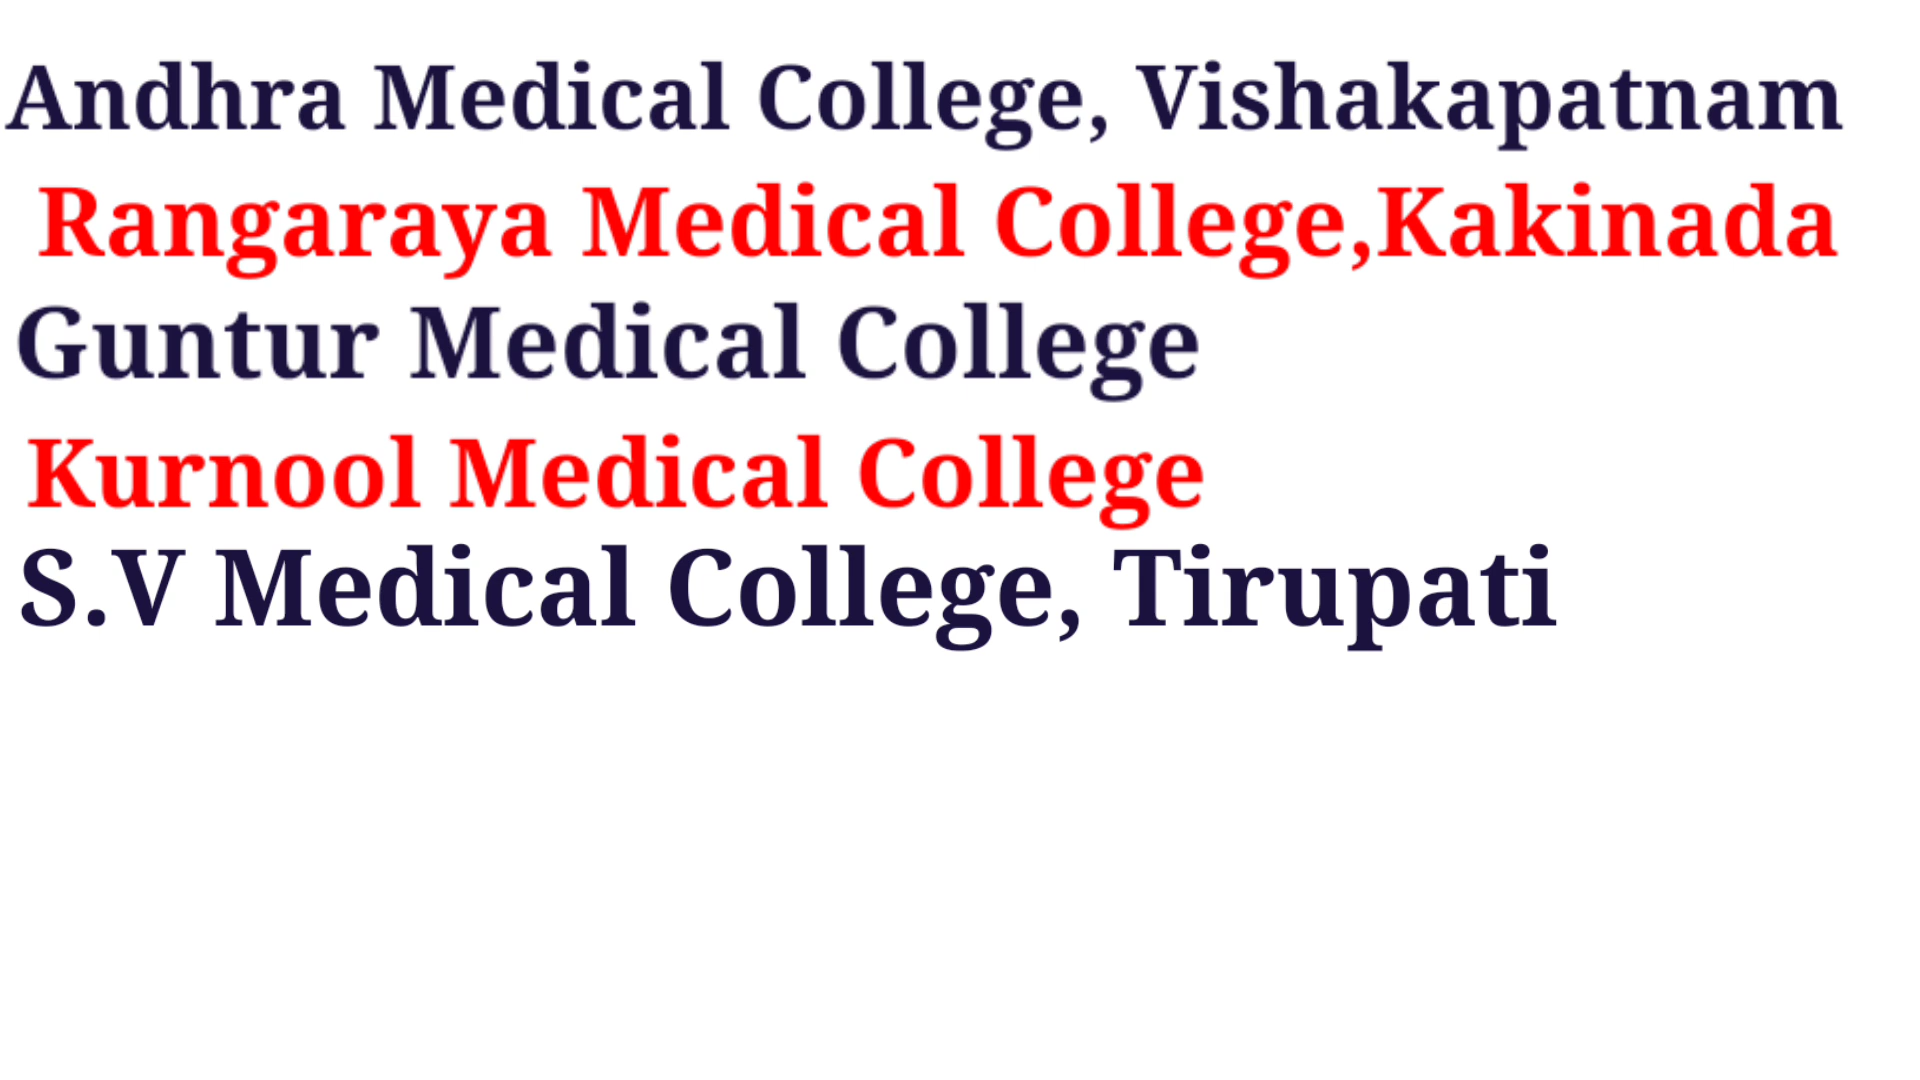 Andhra Medical College, Vishakapatnam
Rangaraya Medical College,Kakinada
Guntur Medical College
Kurnool Medical College
S.V Medical College, Tirupati